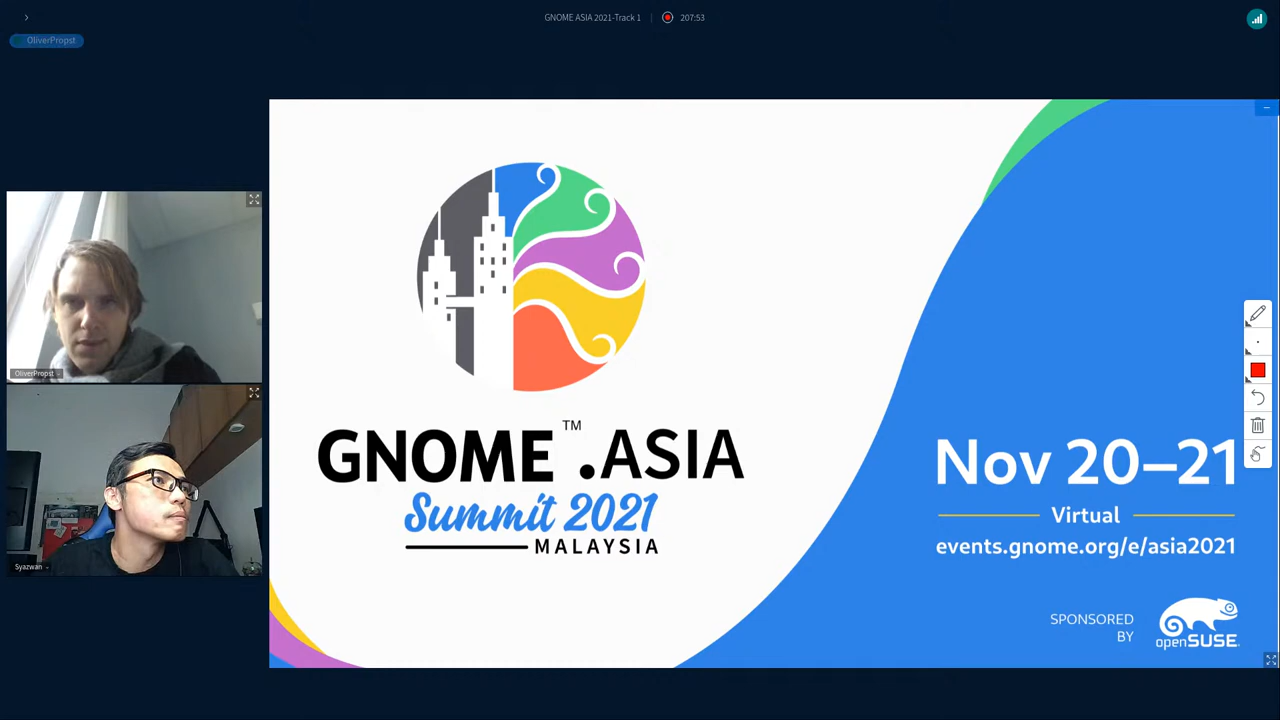 GNOME ASIA 2021-Track 1
207:53
OliverPropst
OliverPropst
Syazwan
GNOME™.ASIA
Summit 2021
MALAYSIA
Nov 20–21
Virtual
events.gnome.org/e/asia2021
SPONSORED
BY
openSUSE